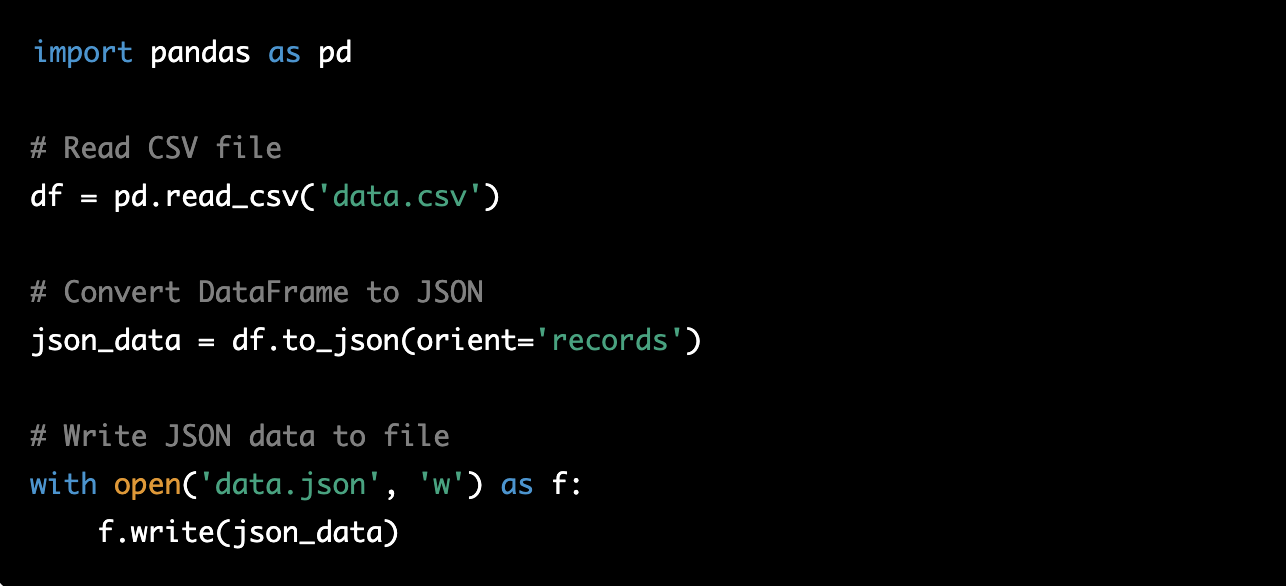 import pandas as pd
# Read CSV file
df = pd.read_csv('data.csv')
# Convert DataFrame to JSON
json_data = df.to_json(orient='records')
# Write JSON data to file
with open('data.json', 'w') as f:
    f.write(json_data)